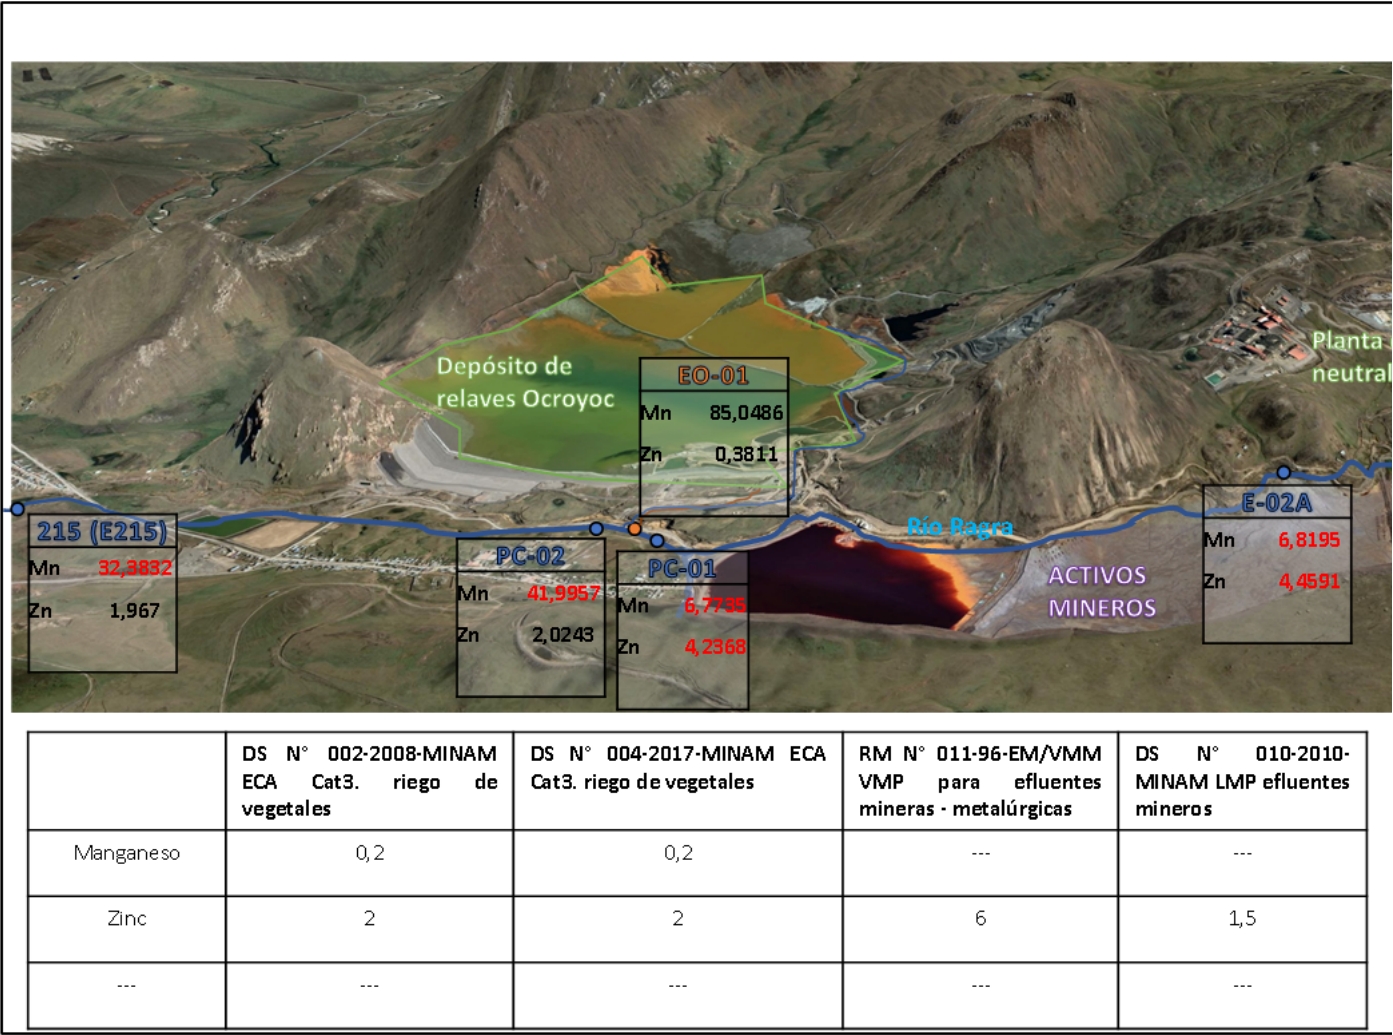 Depósito de
relaves Ocroyoc
EO-01
Mn 85,0486
Zn 0,3811
Planta
neutral
215 (E215)
Mn 32,3832
Zn 1,967
PC-02
Mn 41,9957
Zn 2,0243
PC-01
Mn 6,7735
Zn 4,2368
Río Ragra
ACTIVOS
MINEROS
E-02A
Mn 6,8195
Zn 4,4591
DS N° 002-2008-MINAM
ECA Cat3. riego de
vegetales
DS N° 004-2017-MINAM ECA
Cat3. riego de vegetales
RM N° 011-96-EM/VMM
VMP para efluentes
mineras - metalúrgicas
DS N° 010-2010-
MINAM LMP efluentes
mineros
Manganeso 0,2 0,2 --- ---
Zinc 2 2 6 1,5
--- --- --- --- ---